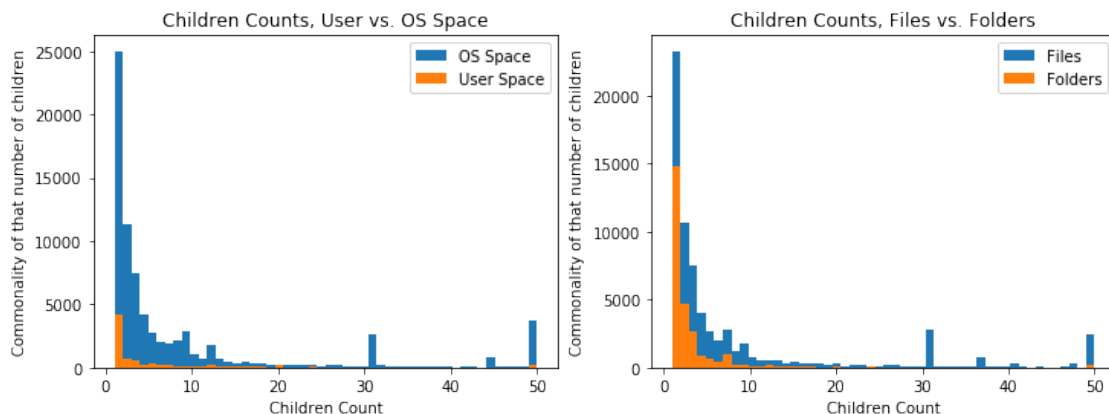 Children Counts, User vs. OS Space
Commonality of that number of children
25000
20000
15000
10000
5000
0
OS Space
User Space
0 10 20 30 40 50
Children Count
Children Counts, Files vs. Folders
Commonality of that number of children
20000
15000
10000
5000
0
Files
Folders
0 10 20 30 40 50
Children Count